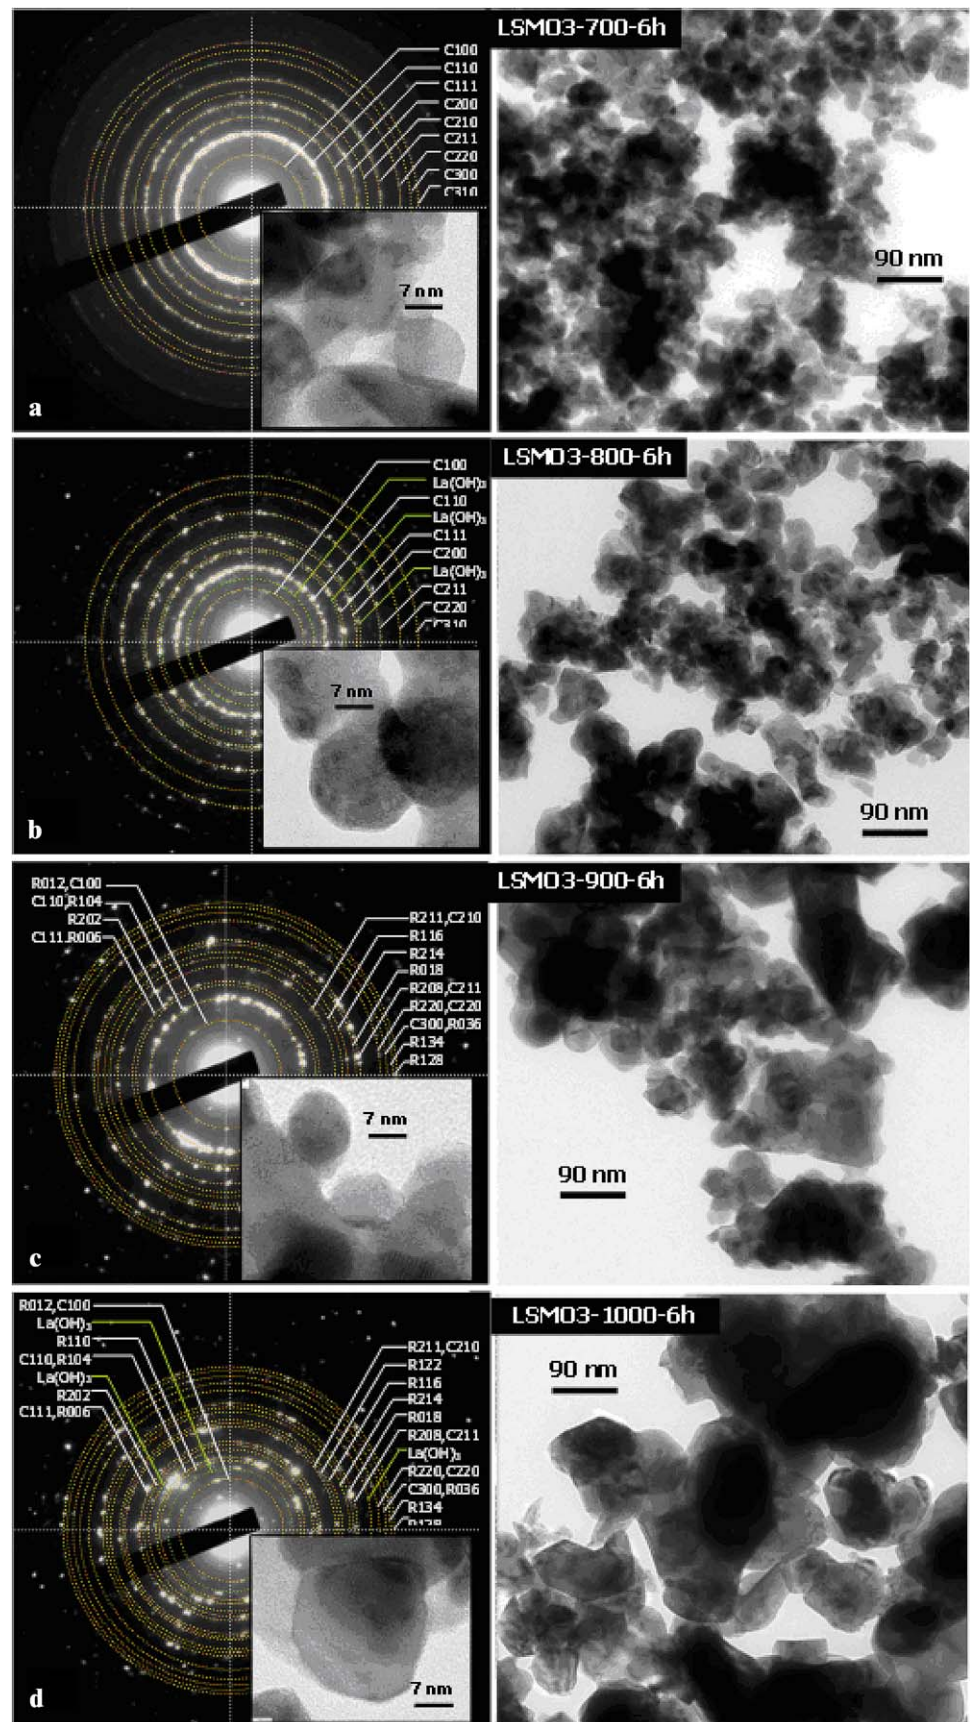 LSMO3-700-6h
C100
C110
C111
C200
C210
C211
C220
C300
C310
7 nm
90 nm
a
LSMO3-800-6h
C100
La(OH)₃
C110
La(OH)₃
C111
C200
La(OH)₃
C211
C220
C310
7 nm
90 nm
b
LSMO3-900-6h
R012,C100
C110,R104
R202
C111.R006
R211,C210
R116
R214
R018
R208,C211
R220,C220
C300,R036
R134
R128
7 nm
90 nm
c
LSMO3-1000-6h
R012,C100
La(OH)₃
R110
C110,R104
La(OH)₃
R202
C111,R006
R211,C210
R122
R116
R214
R018
R208,C211
La(OH)₃
R220,C220
C300,R036
R134
R128
90 nm
7 nm
d